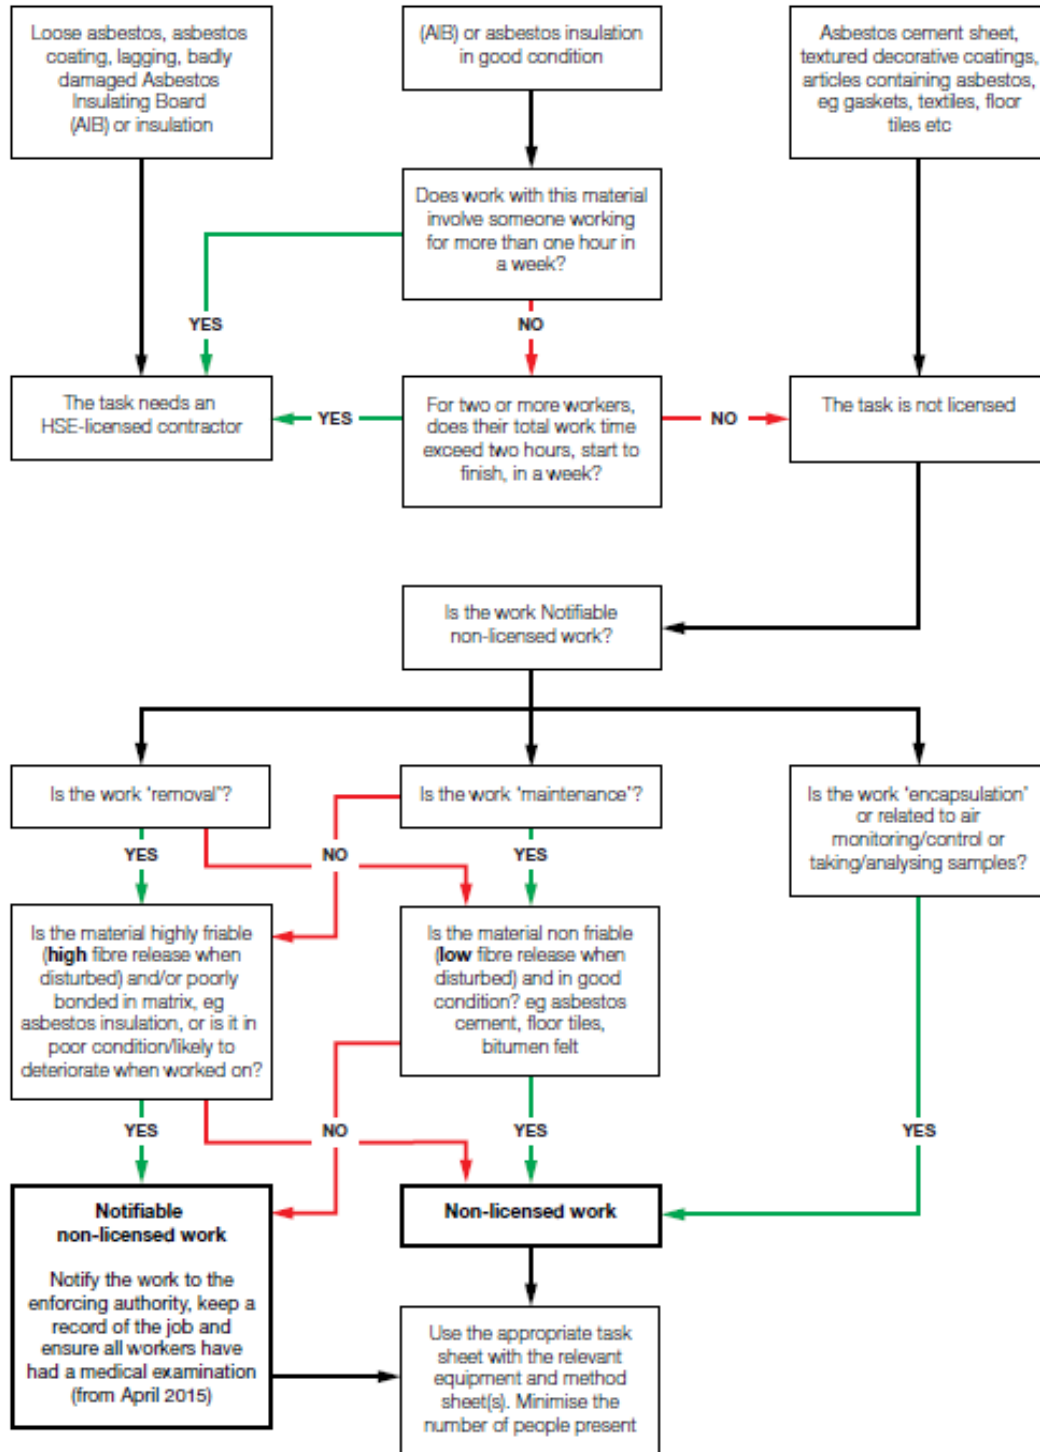 Loose asbestos, asbestos
coating, lagging, badly
damaged Asbestos
Insulating Board
(AIB) or insulation
(AIB) or asbestos insulation
in good condition
Asbestos cement sheet,
textured decorative coatings,
articles containing asbestos,
eg gaskets, textiles, floor
tiles etc
Does work with this material
involve someone working
for more than one hour in
a week?
YES
NO
The task needs an
HSE-licensed contractor
YES
For two or more workers,
does their total work time
exceed two hours, start to
finish, in a week?
NO
The task is not licensed
Is the work Notifiable
non-licensed work?
Is the work 'removal'?
Is the work 'maintenance'?
Is the work 'encapsulation'
or related to air
monitoring/control or
taking/analysing samples?
YES
NO
YES
Is the material highly friable
(high fibre release when
disturbed) and/or poorly
bonded in matrix, eg
asbestos insulation, or is it in
poor condition/likely to
deteriorate when worked on?
Is the material non friable
(low fibre release when
disturbed) and in good
condition? eg asbestos
cement, floor tiles,
bitumen felt
YES
NO
YES
YES
Notifiable
non-licensed work
Notify the work to the
enforcing authority, keep a
record of the job and
ensure all workers have
had a medical examination
(from April 2015)
Non-licensed work
Use the appropriate task
sheet with the relevant
equipment and method
sheet(s). Minimise the
number of people present